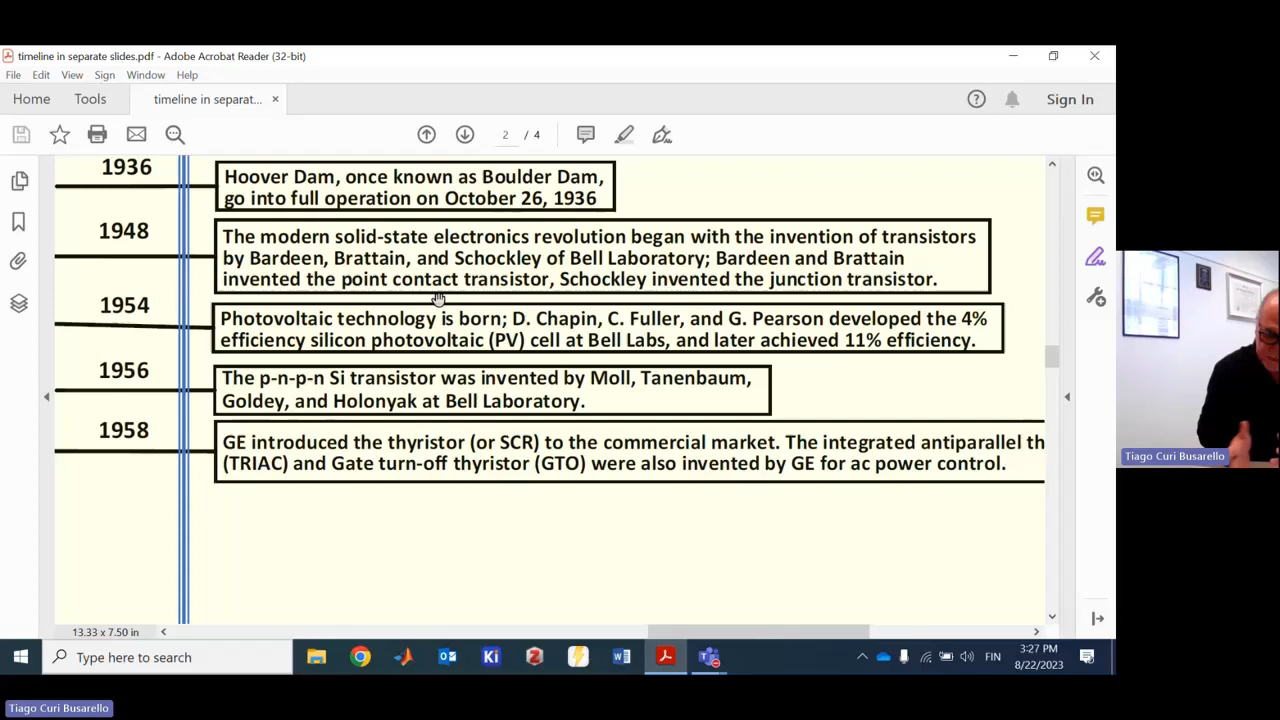 timeline in separate slides.pdf - Adobe Acrobat Reader (32-bit)
File Edit View Sign Window Help
Home Tools timeline in separat... × Sign In
2 / 4
1936
Hoover Dam, once known as Boulder Dam,
go into full operation on October 26, 1936
1948
The modern solid-state electronics revolution began with the invention of transistors
by Bardeen, Brattain, and Schockley of Bell Laboratory; Bardeen and Brattain
invented the point contact transistor, Schockley invented the junction transistor.
1954
Photovoltaic technology is born; D. Chapin, C. Fuller, and G. Pearson developed the 4%
efficiency silicon photovoltaic (PV) cell at Bell Labs, and later achieved 11% efficiency.
1956
The p-n-p-n Si transistor was invented by Moll, Tanenbaum,
Goldey, and Holonyak at Bell Laboratory.
1958
GE introduced the thyristor (or SCR) to the commercial market. The integrated antiparallel th
(TRIAC) and Gate turn-off thyristor (GTO) were also invented by GE for ac power control.
Tiago Curi Busarello
13.33 x 7.50 in
Type here to search
Ki
FIN
3:27 PM
8/22/2023
Tiago Curi Busarello